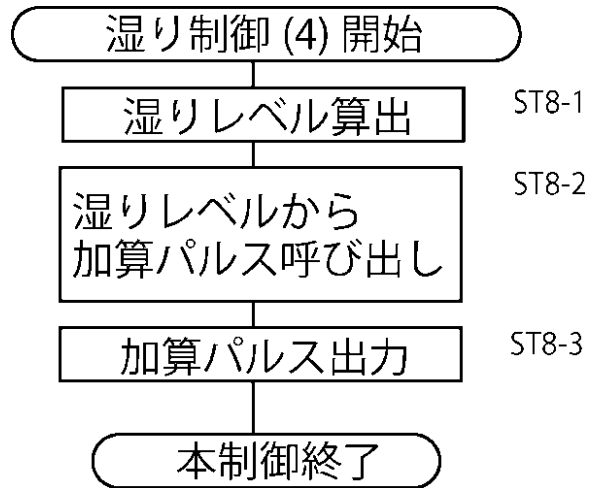 湿り制御 (4) 開始
湿りレベル算出
ST8-1
湿りレベルから
加算パルス呼び出し
ST8-2
加算パルス出力
ST8-3
本制御終了